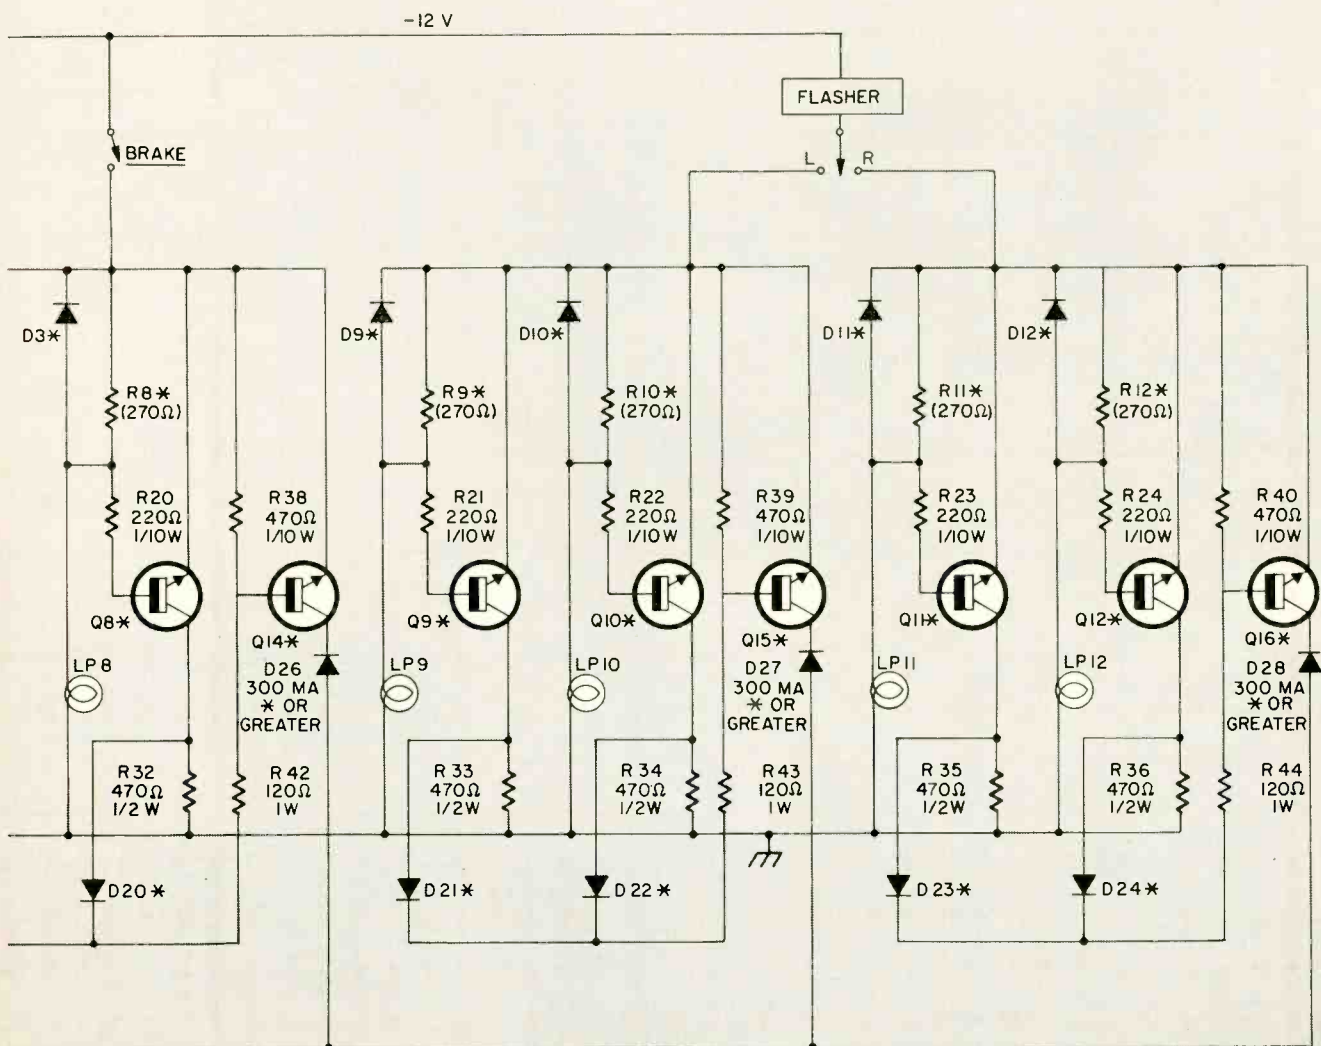 -12 V
FLASHER
BRAKE
L
R
D3*
D9*
D10*
D11*
D12*
R8*
(270Ω)
R9*
(270Ω)
R10*
(270Ω)
R11*
(270Ω)
R12*
(270Ω)
R20
220Ω
1/10W
R38
470Ω
1/10W
R21
220Ω
1/10W
R22
220Ω
1/10W
R39
470Ω
1/10W
R23
220Ω
1/10W
R24
220Ω
1/10W
R40
470Ω
1/10W
Q8*
Q14*
Q9*
Q10*
Q15*
Q11*
Q12*
Q16*
LP8
D26
300 MA
* OR
GREATER
LP9
LP10
D27
300 MA
* OR
GREATER
LP11
LP12
D28
300 MA
* OR
GREATER
R32
470Ω
1/2W
R42
120Ω
1W
R33
470Ω
1/2W
R34
470Ω
1/2W
R43
120Ω
1W
R35
470Ω
1/2W
R36
470Ω
1/2W
R44
120Ω
1W
D20*
D21*
D22*
D23*
D24*